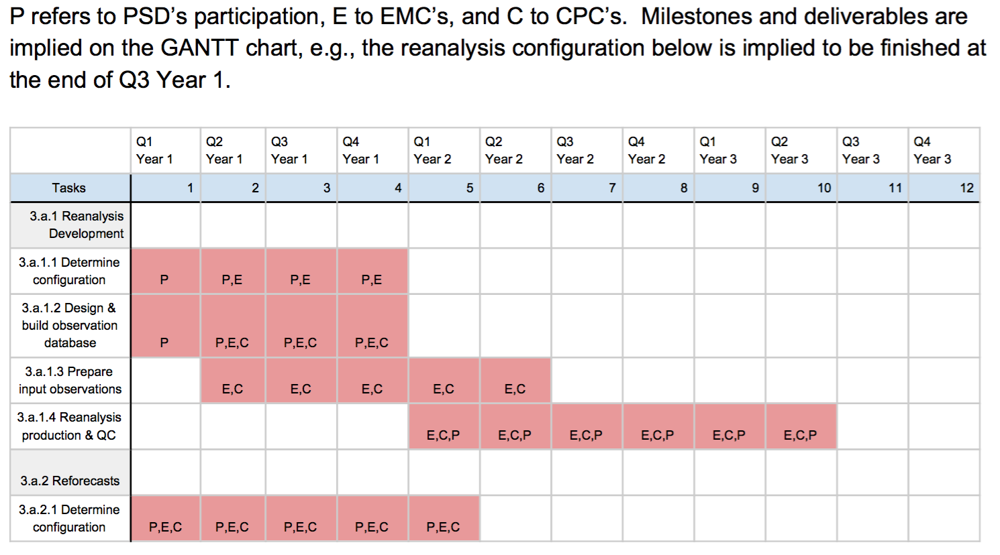 P refers to PSD’s participation, E to EMC’s, and C to CPC’s.  Milestones and deliverables are
implied on the GANTT chart, e.g., the reanalysis configuration below is implied to be finished at
the end of Q3 Year 1.
Q1 Q2 Q3 Q4 Q1 Q2 Q3 Q4 Q1 Q2 Q3 Q4
Year 1 Year 1 Year 1 Year 1 Year 2 Year 2 Year 2 Year 2 Year 3 Year 3 Year 3 Year 3
Tasks 1 2 3 4 5 6 7 8 9 10 11 12
3.a.1 Reanalysis
Development
3.a.1.1 Determine
configuration P P,E P,E P,E
3.a.1.2 Design &
build observation
database P P,E,C P,E,C P,E,C
3.a.1.3 Prepare
input observations E,C E,C E,C E,C E,C
3.a.1.4 Reanalysis
production & QC E,C,P E,C,P E,C,P E,C,P E,C,P E,C,P
3.a.2 Reforecasts
3.a.2.1 Determine
configuration P,E,C P,E,C P,E,C P,E,C P,E,C